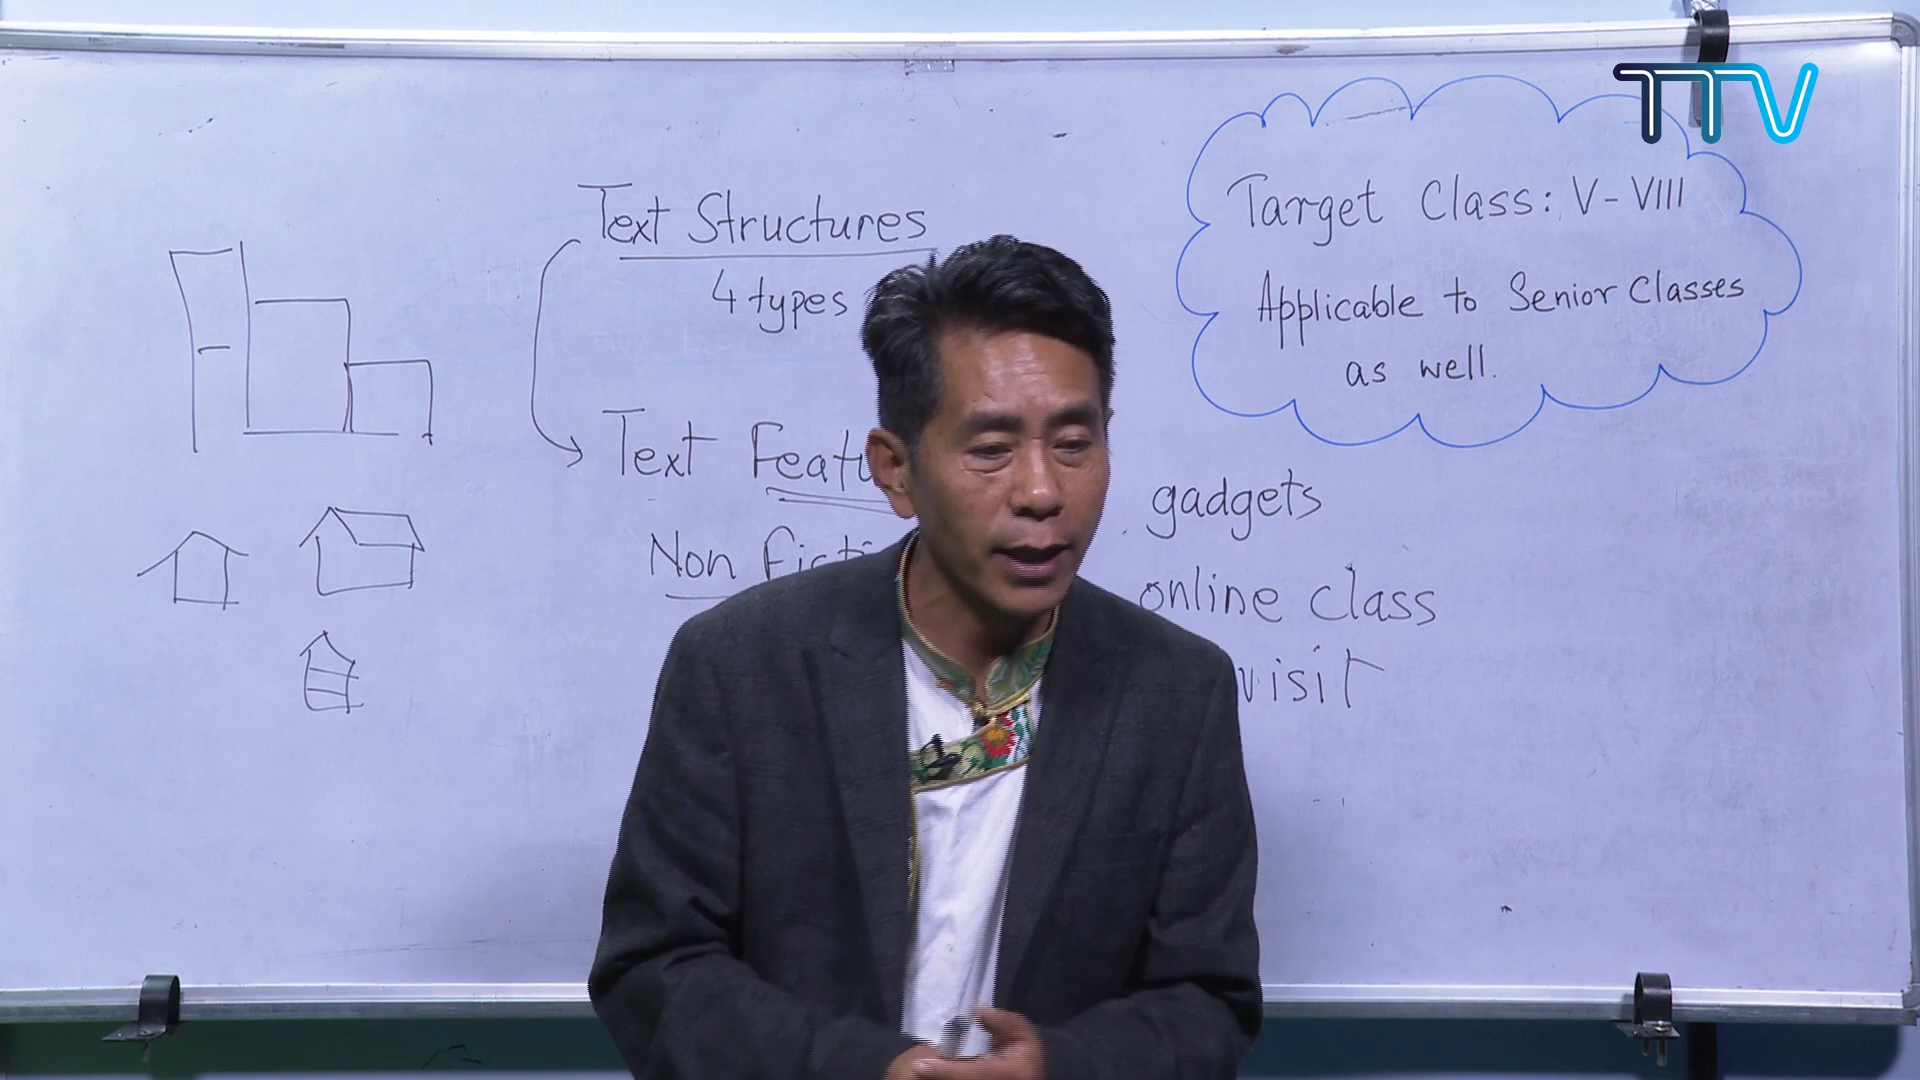 TTV
Text Structures
4 types
Target Class: V-VIII
Applicable to Senior Classes
as well.
Text
gadgets
Non
online class
visit